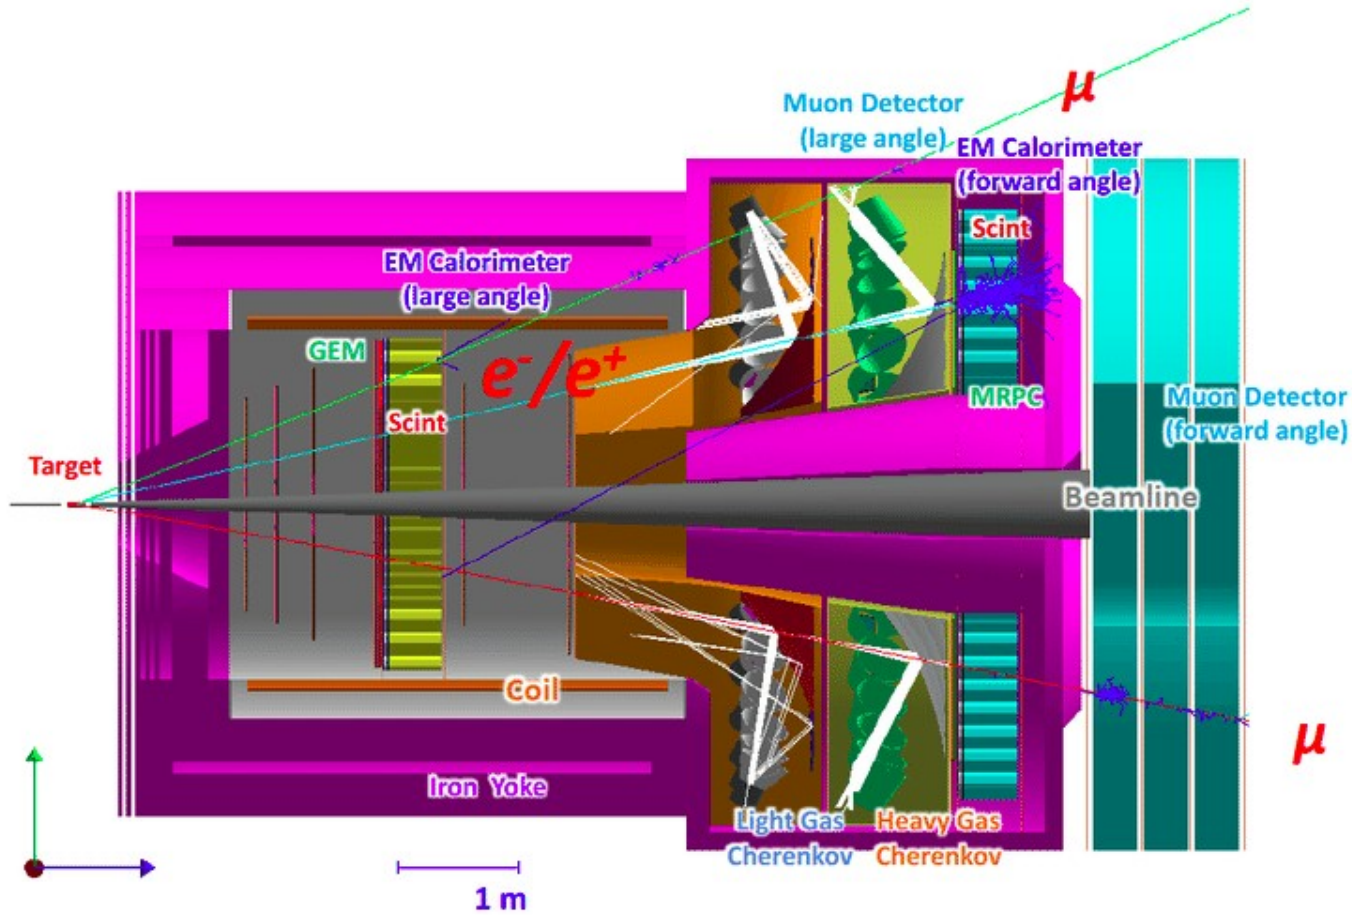 μ
Muon Detector
(large angle)
EM Calorimeter
(forward angle)
Scint
EM Calorimeter
(large angle)
GEM
e⁻/e⁺
MRPC
Scint
Muon Detector
(forward angle)
Target
Beamline
Coil
μ
Iron Yoke
Light Gas
Cherenkov
Heavy Gas
Cherenkov
1 m